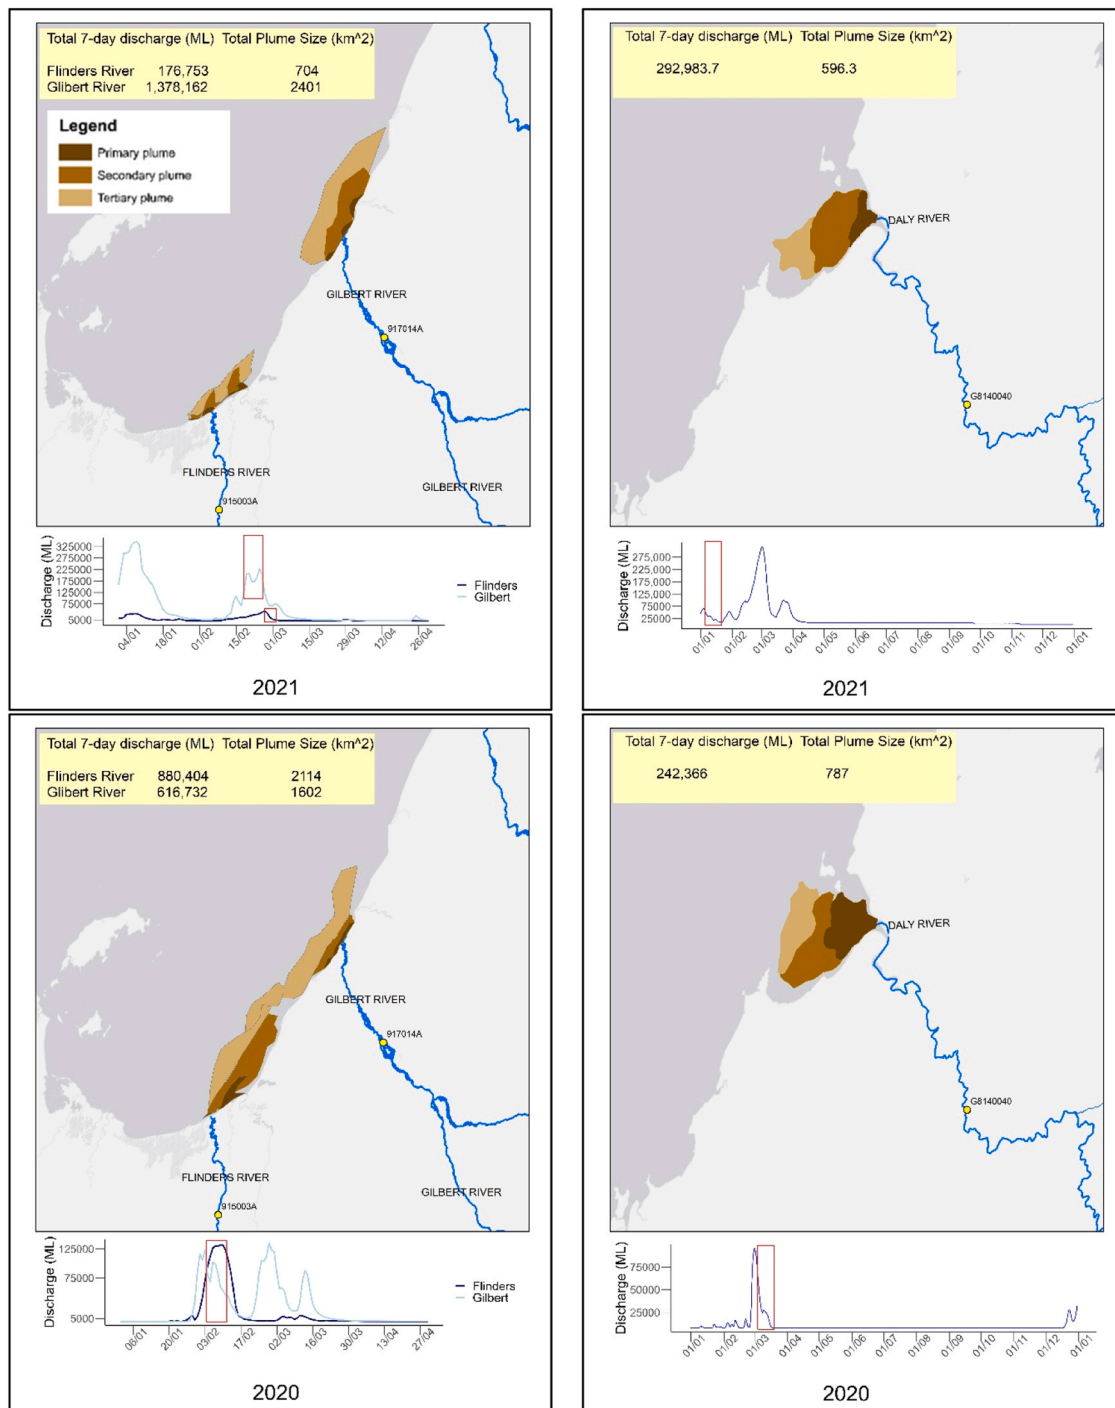 Total 7-day discharge (ML) Total Plume Size (km^2)
Flinders River 176,753 704
Glibert River 1,378,162 2401
Legend
Primary plume
Secondary plume
Tertiary plume
GILBERT RIVER
917014A
FLINDERS RIVER
GILBERT RIVER
915003A
Discharge (ML)
325000
275000
225000
175000
125000
75000
5000
04/01 18/01 01/02 15/02 01/03 15/03 29/03 12/04 26/04
Flinders
Gilbert
2021
Total 7-day discharge (ML) Total Plume Size (km^2)
292,983.7 596.3
DALY RIVER
G8140040
Discharge (ML)
275,000
225,000
175,000
125,000
75000
25000
01/01 01/02 01/03 01/04 01/05 01/06 01/07 01/08 01/09 01/10 01/11 01/12 01/01
2021
Total 7-day discharge (ML) Total Plume Size (km^2)
Flinders River 880,404 2114
Glibert River 616,732 1602
GILBERT RIVER
917014A
FLINDERS RIVER
GILBERT RIVER
915003A
Discharge (ML)
125000
75000
5000
06/01 20/01 03/02 17/02 02/03 16/03 30/03 13/04 27/04
Flinders
Gilbert
2020
Total 7-day discharge (ML) Total Plume Size (km^2)
242,366 787
DALY RIVER
G8140040
Discharge (ML)
75000
50000
25000
01/01 01/02 01/03 01/04 01/05 01/06 01/07 01/08 01/09 01/10 01/11 01/12 01/01
2020